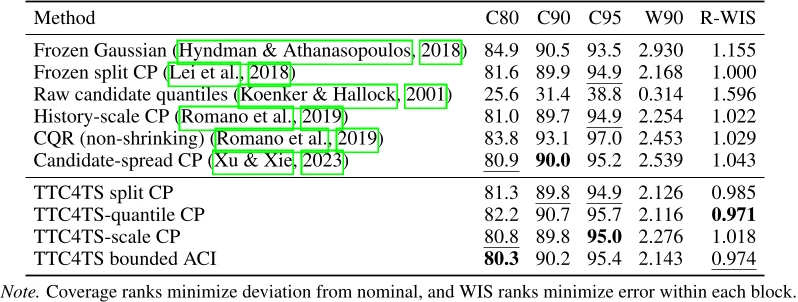 Method C80 C90 C95 W90 R-WIS
Frozen Gaussian (Hyndman & Athanasopoulos, 2018) 84.9 90.5 93.5 2.930 1.155
Frozen split CP (Lei et al., 2018) 81.6 89.9 94.9 2.168 1.000
Raw candidate quantiles (Koenker & Hallock, 2001) 25.6 31.4 38.8 0.314 1.596
History-scale CP (Romano et al., 2019) 81.0 89.7 94.9 2.254 1.022
CQR (non-shrinking) (Romano et al., 2019) 83.8 93.1 97.0 2.453 1.029
Candidate-spread CP (Xu & Xie, 2023) 80.9 90.0 95.2 2.539 1.043
TTC4TS split CP 81.3 89.8 94.9 2.126 0.985
TTC4TS-quantile CP 82.2 90.7 95.7 2.116 0.971
TTC4TS-scale CP 80.8 89.8 95.0 2.276 1.018
TTC4TS bounded ACI 80.3 90.2 95.4 2.143 0.974
Note. Coverage ranks minimize deviation from nominal, and WIS ranks minimize error within each block.